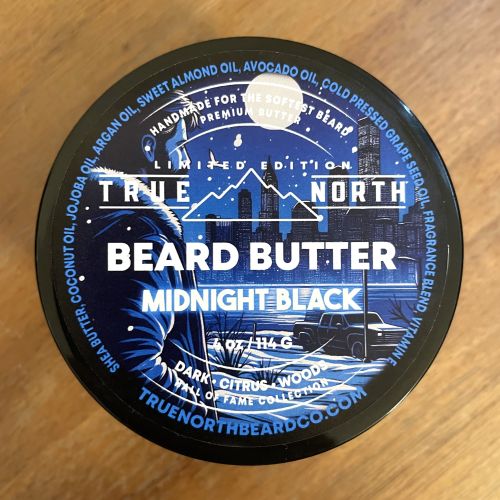 SHEA BUTTER, COCONUT OIL, JOJOBA OIL, ARGAN OIL, SWEET ALMOND OIL, AVOCADO OIL, COLD PRESSED GRAPE SEED OIL, FRAGRANCE BLEND, VITAMIN E
HANDMADE FOR THE SOFTEST BEARD
PREMIUM BUTTER
LIMITED EDITION
TRUE NORTH
BEARD BUTTER
MIDNIGHT BLACK
4 OZ / 114 G
DARK • CITRUS • WOODS
HALL OF FAME COLLECTION
TRUENORTHBEARDCO.COM